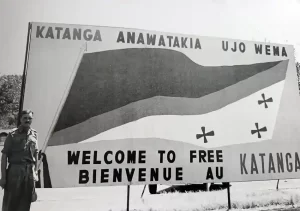 KATANGA ANAWATAKIA UJO WEMA
WELCOME TO FREE
BIENVENUE AU KATANGA